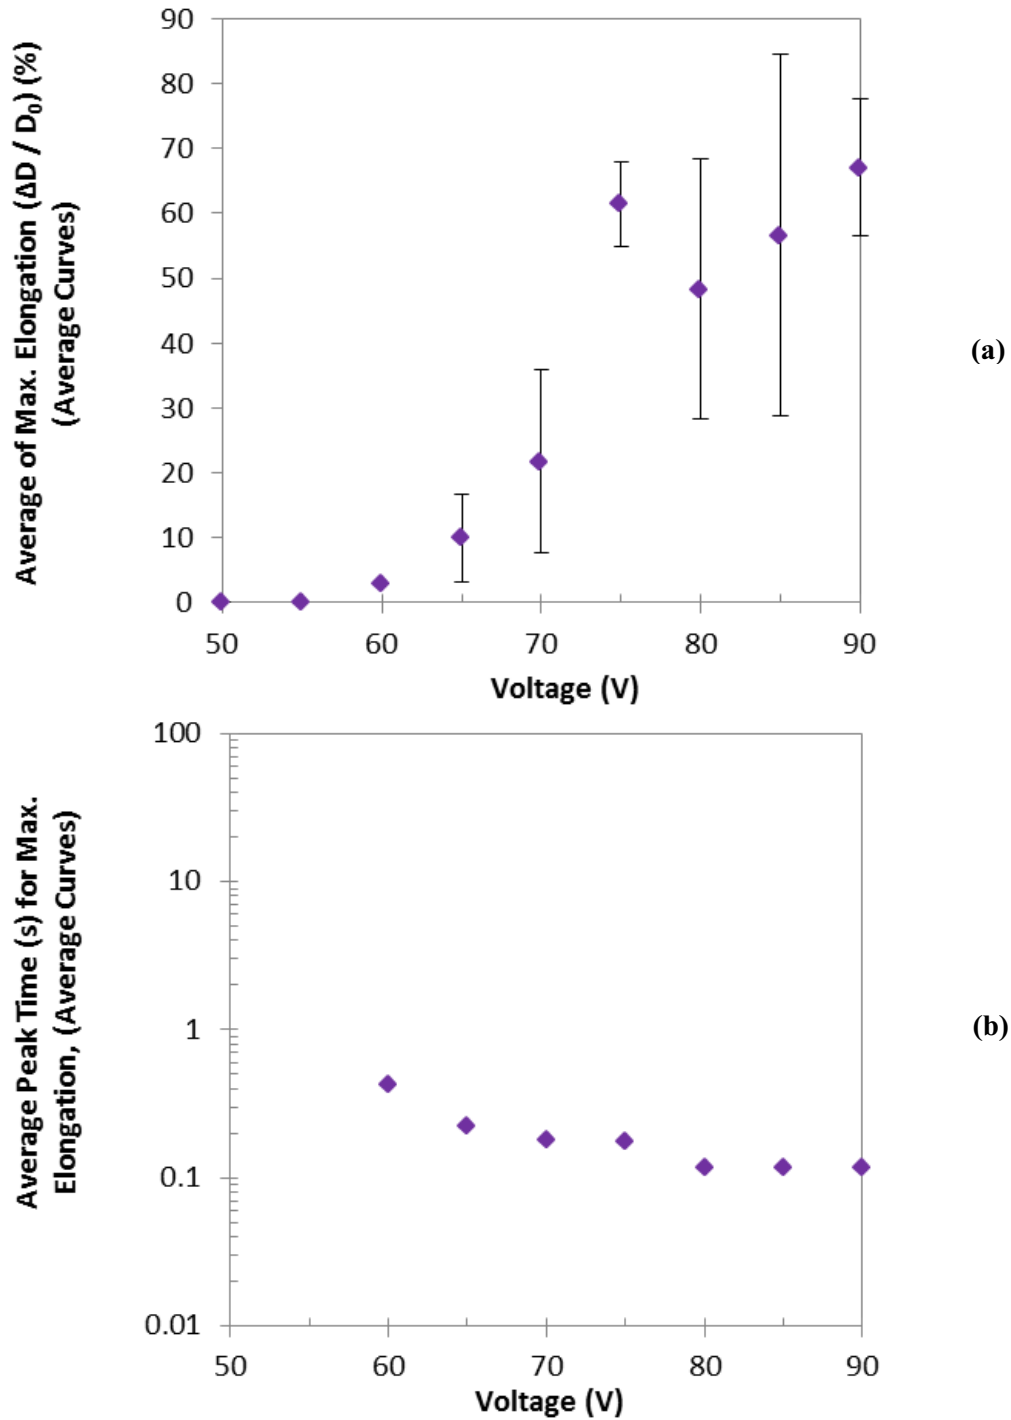 90
80
70
60
50
40
30
20
10
0
Average of Max. Elongation (ΔD / D₀) (%)
(Average Curves)
50 60 70 80 90
Voltage (V)
(a)
100
10
1
0.1
0.01
Average Peak Time (s) for Max.
Elongation, (Average Curves)
50 60 70 80 90
Voltage (V)
(b)